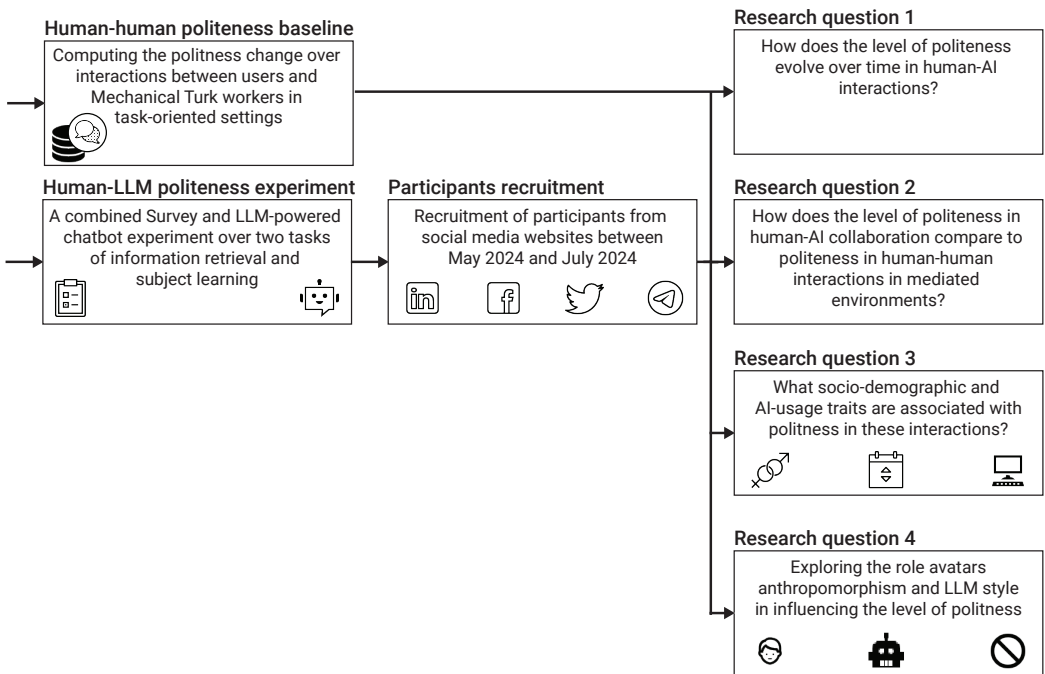 Human-human politeness baseline
Computing the politness change over
interactions between users and
Mechanical Turk workers in
task-oriented settings
Human-LLM politeness experiment
A combined Survey and LLM-powered
chatbot experiment over two tasks
of information retrieval and
subject learning
Participants recruitment
Recruitment of participants from
social media websites between
May 2024 and July 2024
in
f
Research question 1
How does the level of politeness
evolve over time in human-AI
interactions?
Research question 2
How does the level of politeness in
human-AI collaboration compare to
politeness in human-human
interactions in mediated
environments?
Research question 3
What socio-demographic and
AI-usage traits are associated with
politness in these interactions?
Research question 4
Exploring the role avatars
anthropomorphism and LLM style
in influencing the level of politness